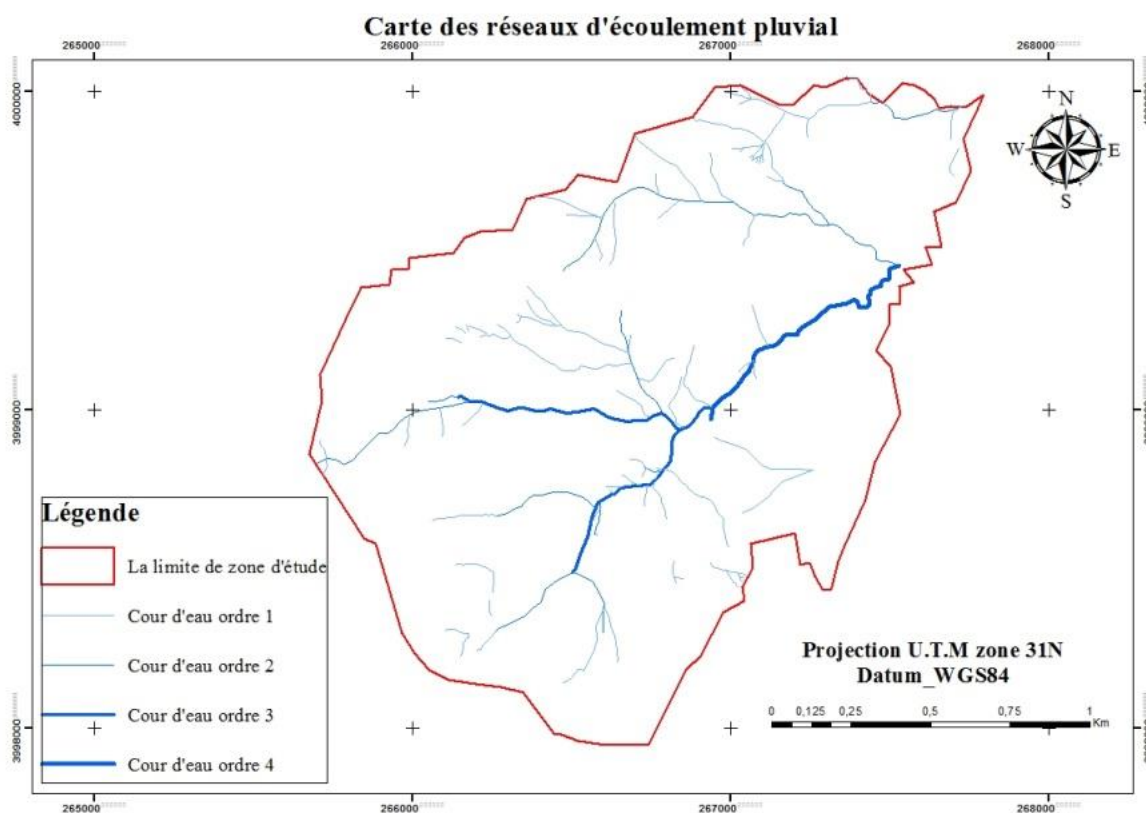 Carte des réseaux d'écoulement pluvial
265000
266000
267000
268000
4000000
N
W
E
S
3999000
Légende
La limite de zone d'étude
Cour d'eau ordre 1
Cour d'eau ordre 2
Cour d'eau ordre 3
Cour d'eau ordre 4
Projection U.T.M zone 31N
Datum_WGS84
0 0,125 0,25 0,5 0,75 1
Km
3998000
265000
266000
267000
268000